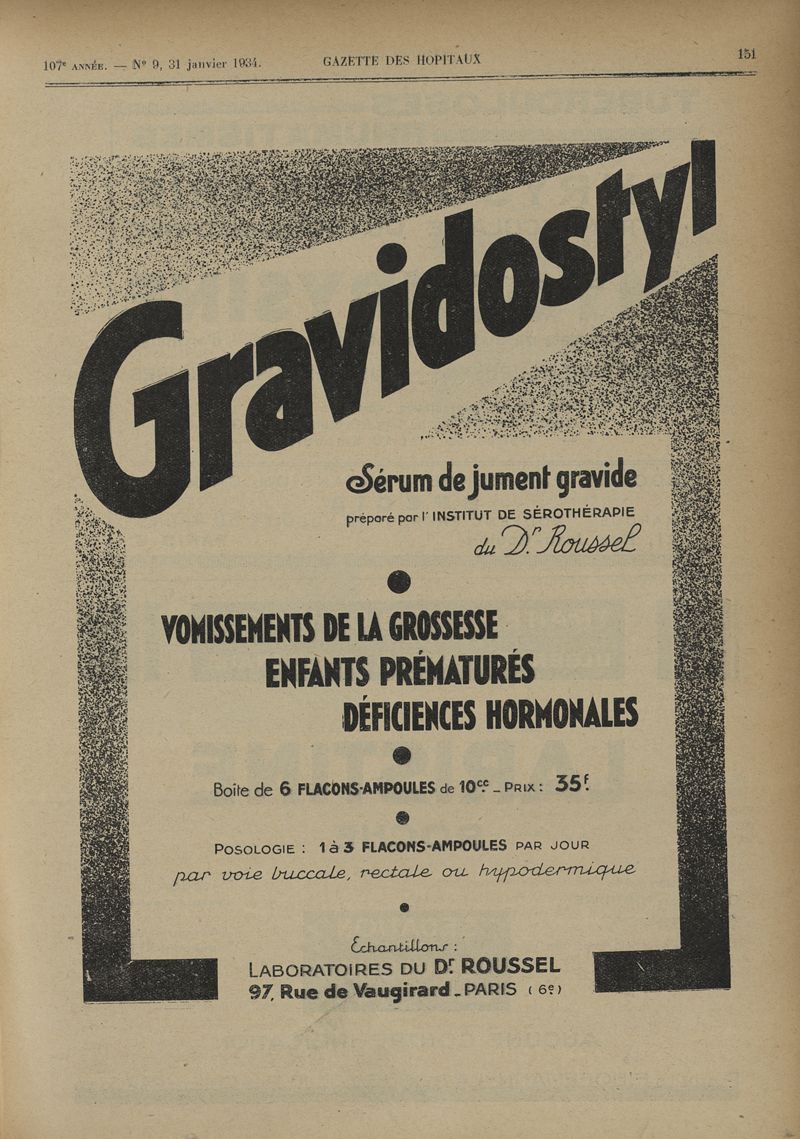 107e ANNÉE. — Nº 9, 31 janvier 1934. GAZETTE DES HOPITAUX 151
Gravidostyl
Sérum de jument gravide
préparé par l'INSTITUT DE SÉROTHÉRAPIE
du Dr. Roussel
VOMISSEMENTS DE LA GROSSESSE
ENFANTS PRÉMATURÉS
DÉFICIENCES HORMONALES
Boîte de 6 FLACONS-AMPOULES de 10cc. - PRIX : 35f.
POSOLOGIE : 1 à 3 FLACONS-AMPOULES PAR JOUR
par voie buccale, rectale ou hypodermique
Échantillons :
LABORATOIRES DU Dr. ROUSSEL
97, Rue de Vaugirard - PARIS (6e)